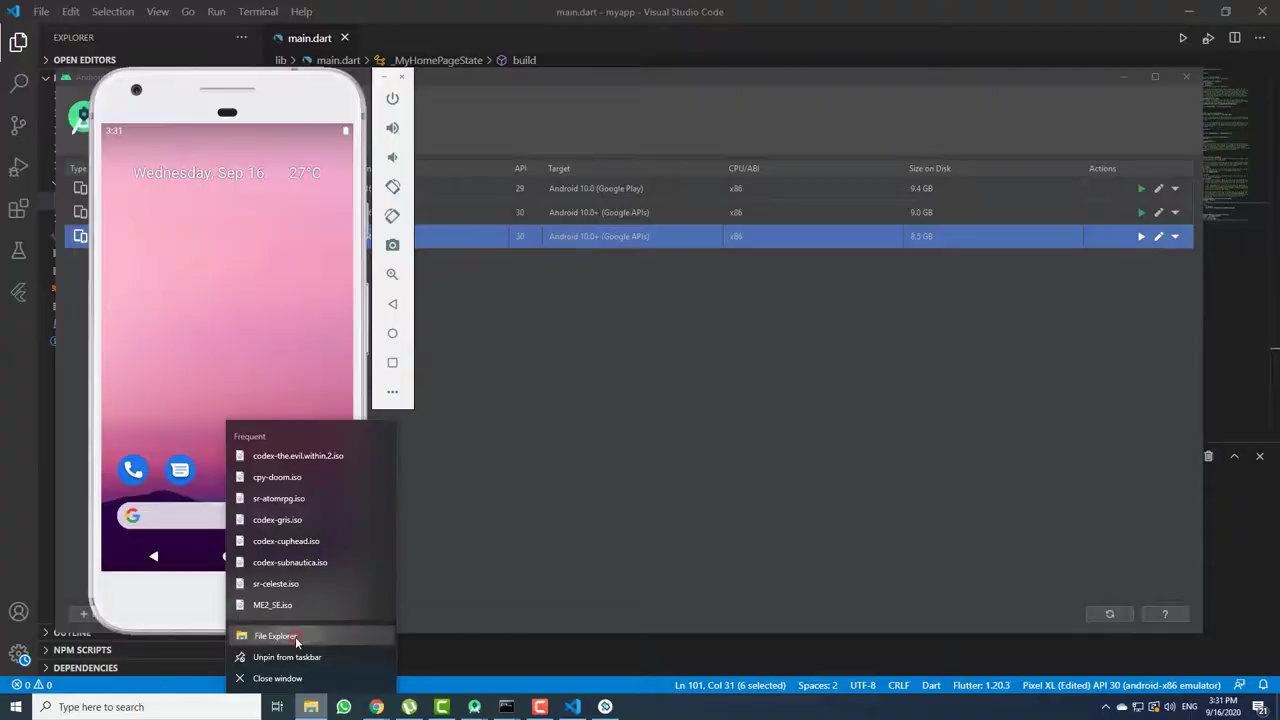 File Edit Selection View Go Run Terminal Help main.dart - myapp - Visual Studio Code
EXPLORER
main.dart
OPEN EDITORS
lib > main.dart > _MyHomePageState > build
Android
3:31
Wednesday, Sep 16 27°C
Type API Target CPU/ABI Size on Disk Actions
29 Android 10.0 (Google Play) x86 9.4 GB
30 Android 10.0+ (Google APIs) x86 9.0 GB
30 Android 10.0+ (Google APIs) x86 8.5 GB
Frequent
codex-the.evil.within.2.iso
cpy-doom.iso
sr-atomrpg.iso
codex-gris.iso
codex-cuphead.iso
codex-subnautica.iso
sr-celeste.iso
ME2_SE.iso
File Explorer
Unpin from taskbar
Close window
+
?
OUTLINE
NPM SCRIPTS
DEPENDENCIES
0 0 Ln 101, Col 31 (6 selected) Spaces: 2 UTF-8 CRLF Dart Flutter: 1.20.3 Pixel XL (Edited) API 30 (android-x86 emulator)
Type here to search
ENG
3:31 PM
9/16/2020